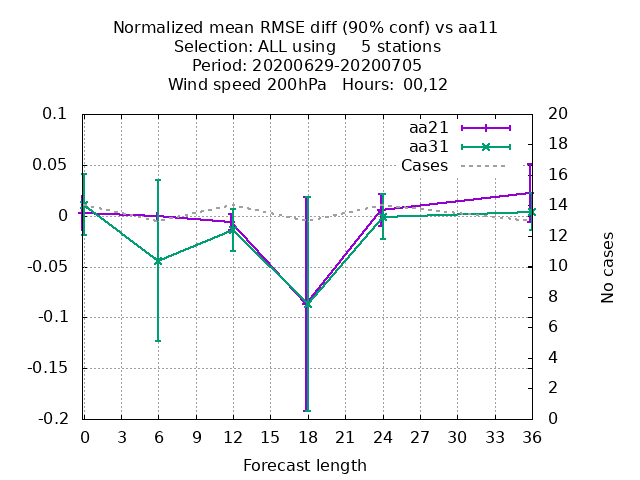 Normalized mean RMSE diff (90% conf) vs aa11
Selection: ALL using     5 stations
Period: 20200629-20200705
Wind speed 200hPa   Hours: 00,12
aa21
aa31
Cases
0.1
0.05
0
-0.05
-0.1
-0.15
-0.2
20
18
16
14
12
10
8
6
4
2
0
No cases
0 3 6 9 12 15 18 21 24 27 30 33 36
Forecast length